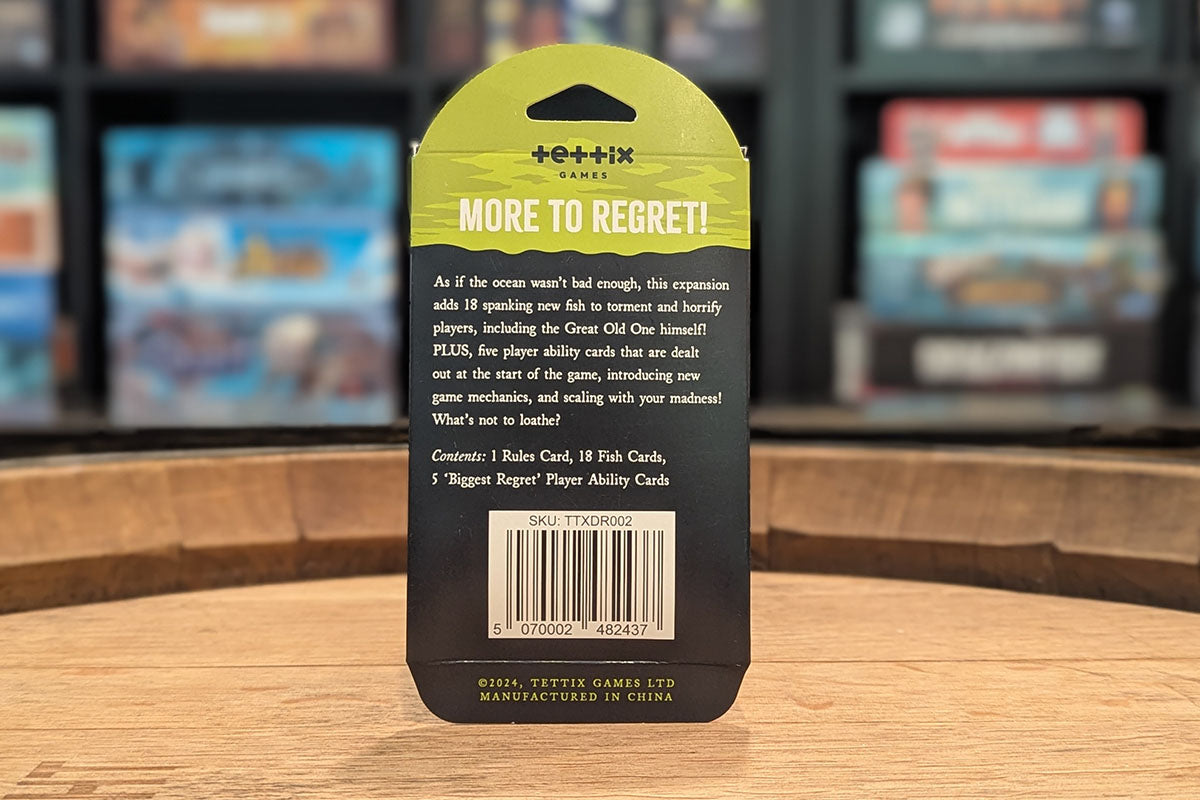 tettix
GAMES
MORE TO REGRET!
As if the ocean wasn't bad enough, this expansion
adds 18 spanking new fish to torment and horrify
players, including the Great Old One himself!
PLUS, five player ability cards that are dealt
out at the start of the game, introducing new
game mechanics, and scaling with your madness!
What's not to loathe?
Contents: 1 Rules Card, 18 Fish Cards,
5 'Biggest Regret' Player Ability Cards
SKU: TTXDR002
5 070002 482437
©2024, TETTIX GAMES LTD
MANUFACTURED IN CHINA